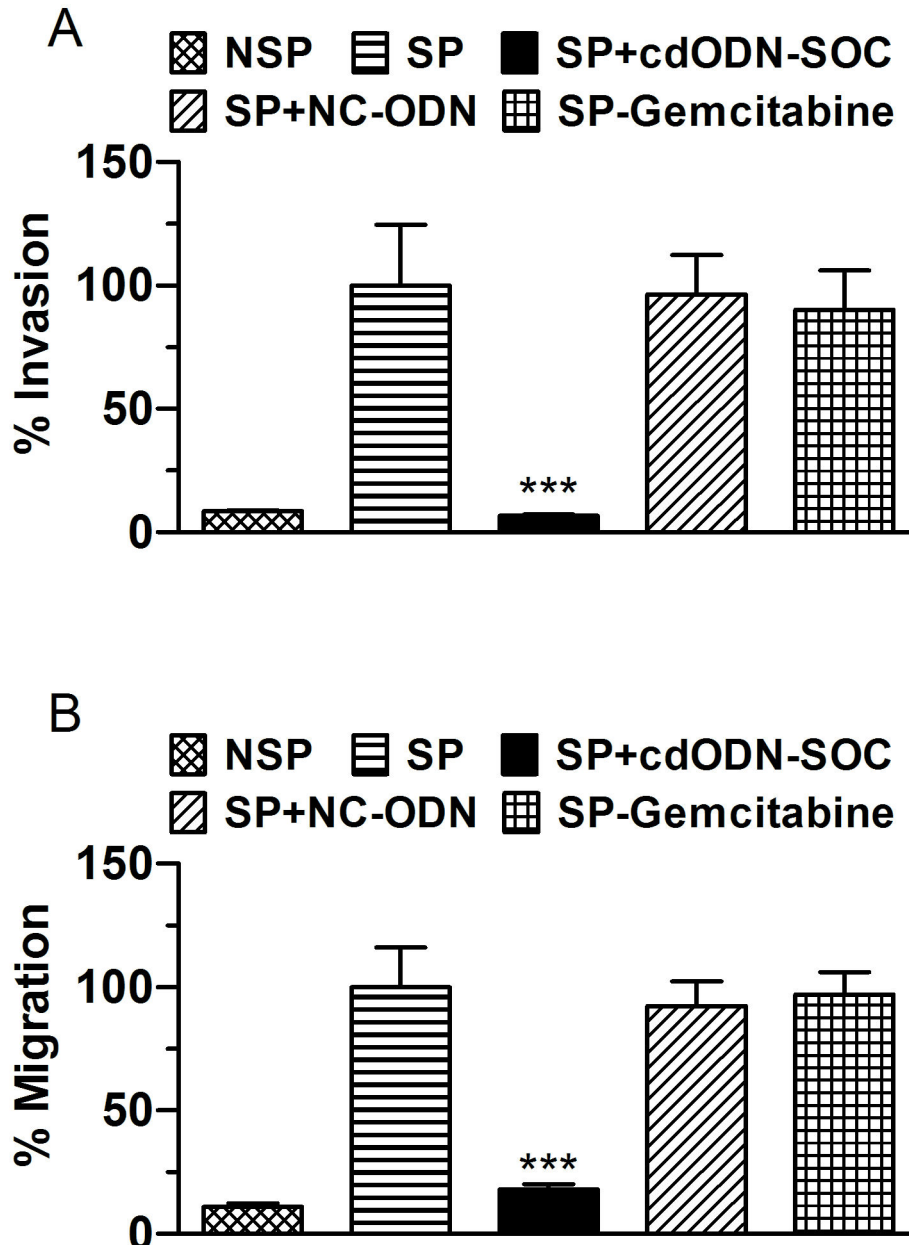 A
NSP SP SP+cdODN-SOC
SP+NC-ODN SP-Gemcitabine
150
100
50
0
% Invasion
***
B
NSP SP SP+cdODN-SOC
SP+NC-ODN SP-Gemcitabine
150
100
50
0
% Migration
***